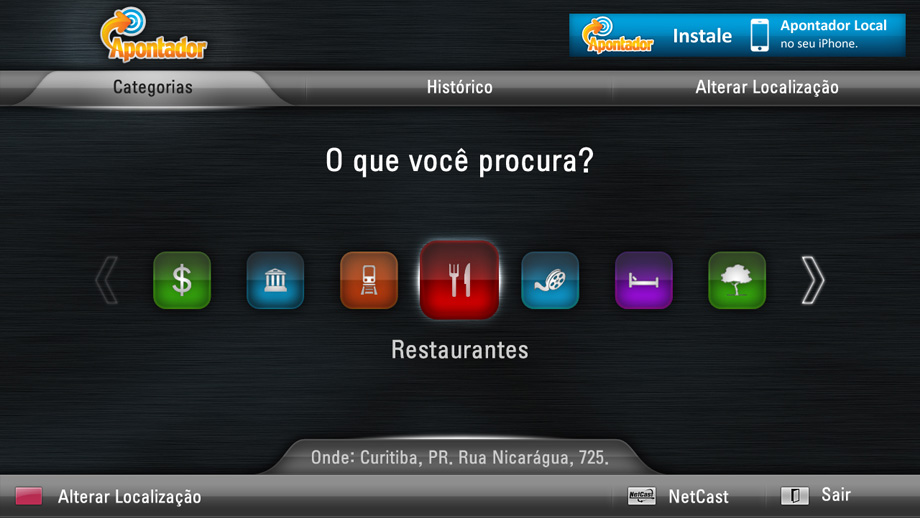 Apontador
Apontador
Instale
Apontador Local
no seu iPhone.
Categorias
Histórico
Alterar Localização
O que você procura?
$
Restaurantes
Onde: Curitiba, PR. Rua Nicarágua, 725.
Alterar Localização
NetCast
NetCast
Sair